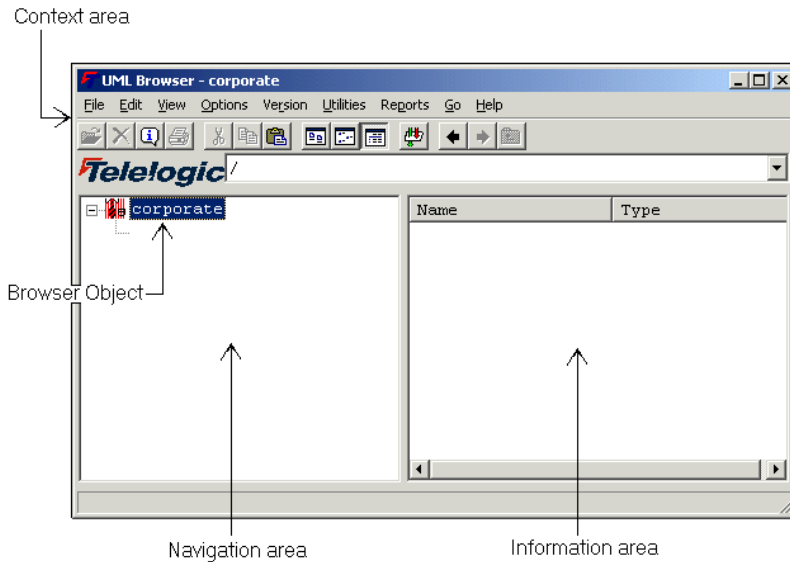 Context area
UML Browser - corporate
File Edit View Options Version Utilities Reports Go Help
Telelogic /
corporate
Name Type
Browser Object
Navigation area
Information area